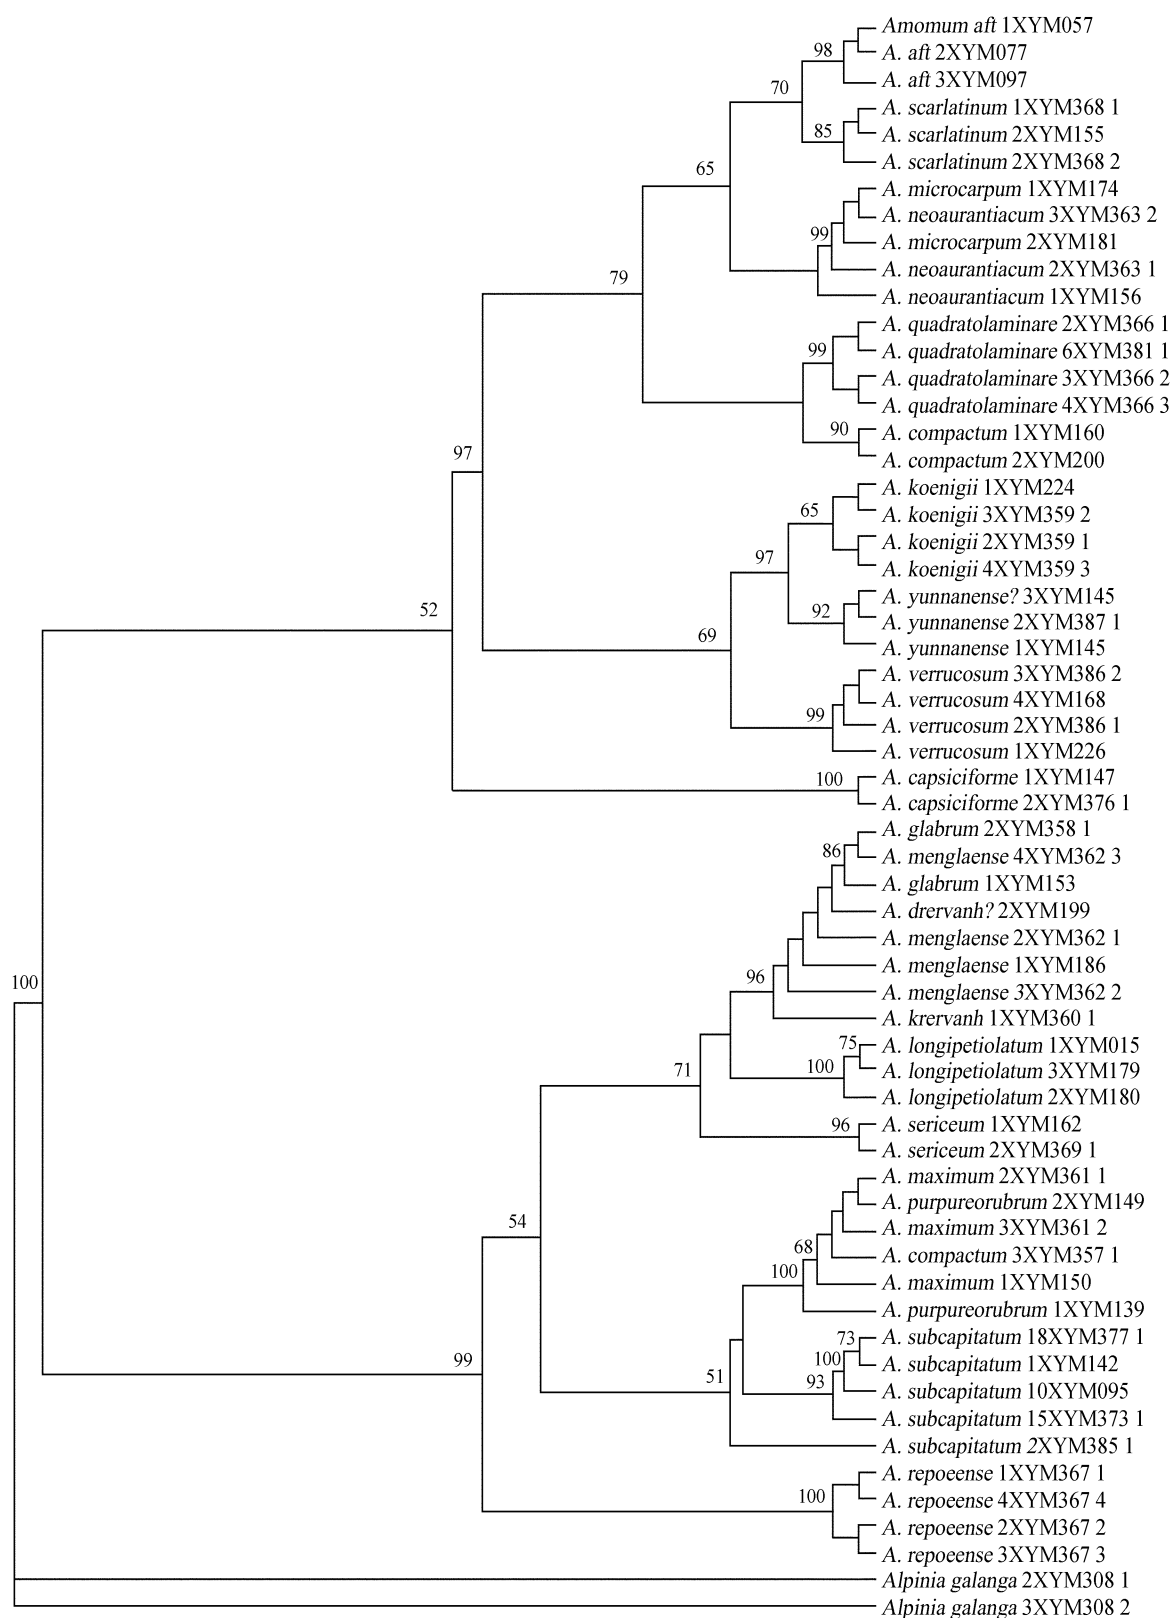 Amomum aft 1XYM057
98
A. aft 2XYM077
A. aft 3XYM097
70
A. scarlatinum 1XYM368 1
85
A. scarlatinum 2XYM155
A. scarlatinum 2XYM368 2
65
A. microcarpum 1XYM174
A. neoaurantiacum 3XYM363 2
99
A. microcarpum 2XYM181
A. neoaurantiacum 2XYM363 1
79
A. neoaurantiacum 1XYM156
A. quadratolaminare 2XYM366 1
99
A. quadratolaminare 6XYM381 1
A. quadratolaminare 3XYM366 2
A. quadratolaminare 4XYM366 3
90
A. compactum 1XYM160
97
A. compactum 2XYM200
A. koenigii 1XYM224
65
A. koenigii 3XYM359 2
A. koenigii 2XYM359 1
97
A. koenigii 4XYM359 3
A. yunnanense? 3XYM145
52
92
A. yunnanense 2XYM387 1
69
A. yunnanense 1XYM145
A. verrucosum 3XYM386 2
A. verrucosum 4XYM168
99
A. verrucosum 2XYM386 1
A. verrucosum 1XYM226
100
A. capsiciforme 1XYM147
A. capsiciforme 2XYM376 1
A. glabrum 2XYM358 1
86
A. menglaense 4XYM362 3
A. glabrum 1XYM153
A. drervanh? 2XYM199
A. menglaense 2XYM362 1
A. menglaense 1XYM186
100
96
A. menglaense 3XYM362 2
A. krervanh 1XYM360 1
75
A. longipetiolatum 1XYM015
71
100
A. longipetiolatum 3XYM179
A. longipetiolatum 2XYM180
96
A. sericeum 1XYM162
A. sericeum 2XYM369 1
A. maximum 2XYM361 1
A. purpureorubrum 2XYM149
54
A. maximum 3XYM361 2
68
A. compactum 3XYM357 1
100
A. maximum 1XYM150
A. purpureorubrum 1XYM139
73
A. subcapitatum 18XYM377 1
99
100
A. subcapitatum 1XYM142
51
93
A. subcapitatum 10XYM095
A. subcapitatum 15XYM373 1
A. subcapitatum 2XYM385 1
A. repoeense 1XYM367 1
100
A. repoeense 4XYM367 4
A. repoeense 2XYM367 2
A. repoeense 3XYM367 3
Alpinia galanga 2XYM308 1
Alpinia galanga 3XYM308 2